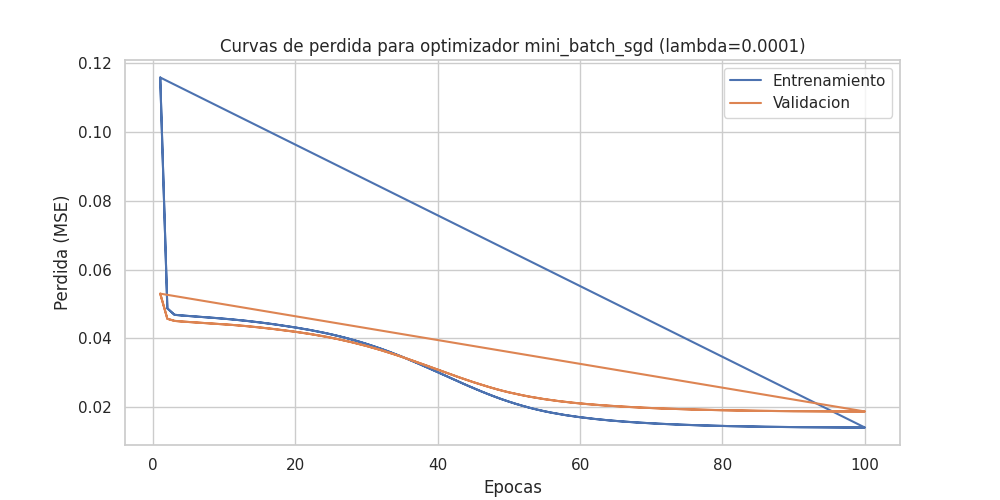 Curvas de perdida para optimizador mini_batch_sgd (lambda=0.0001)
Entrenamiento
Validacion
Perdida (MSE)
0.12
0.10
0.08
0.06
0.04
0.02
0 20 40 60 80 100
Epocas